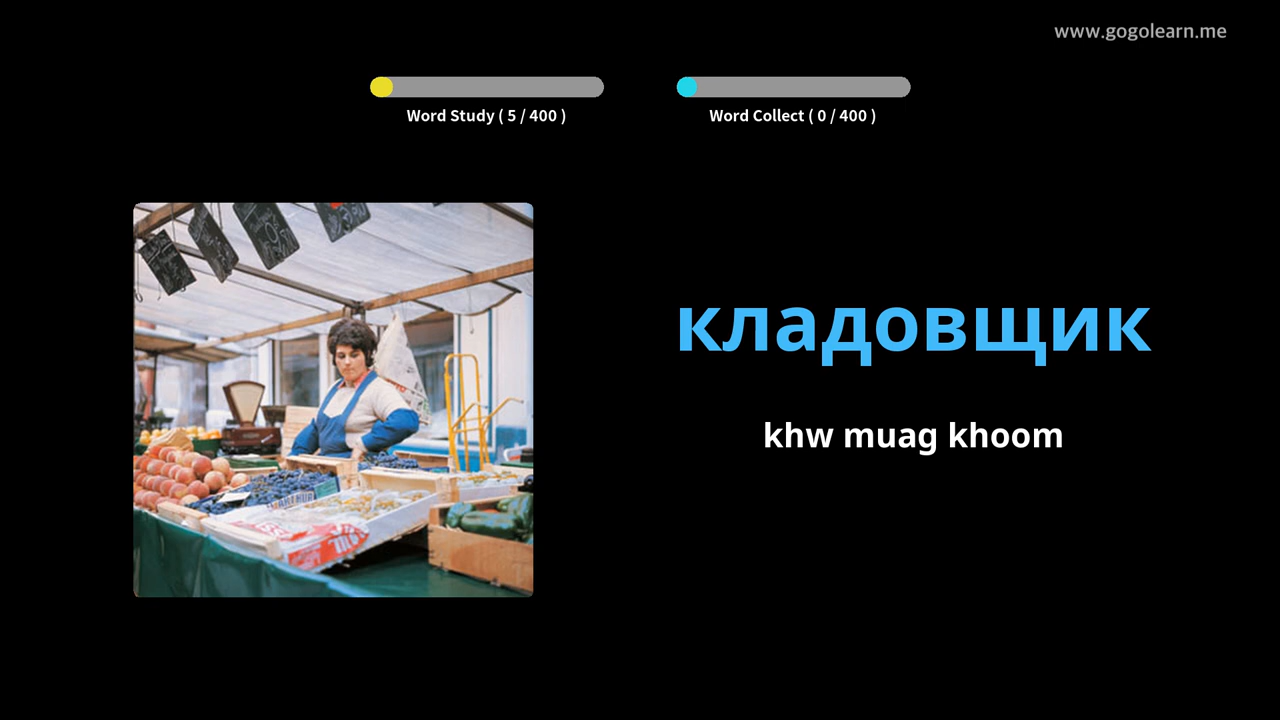 www.gogolearn.me
Word Study ( 5 / 400 )
Word Collect ( 0 / 400 )
кладовщик
khw muag khoom